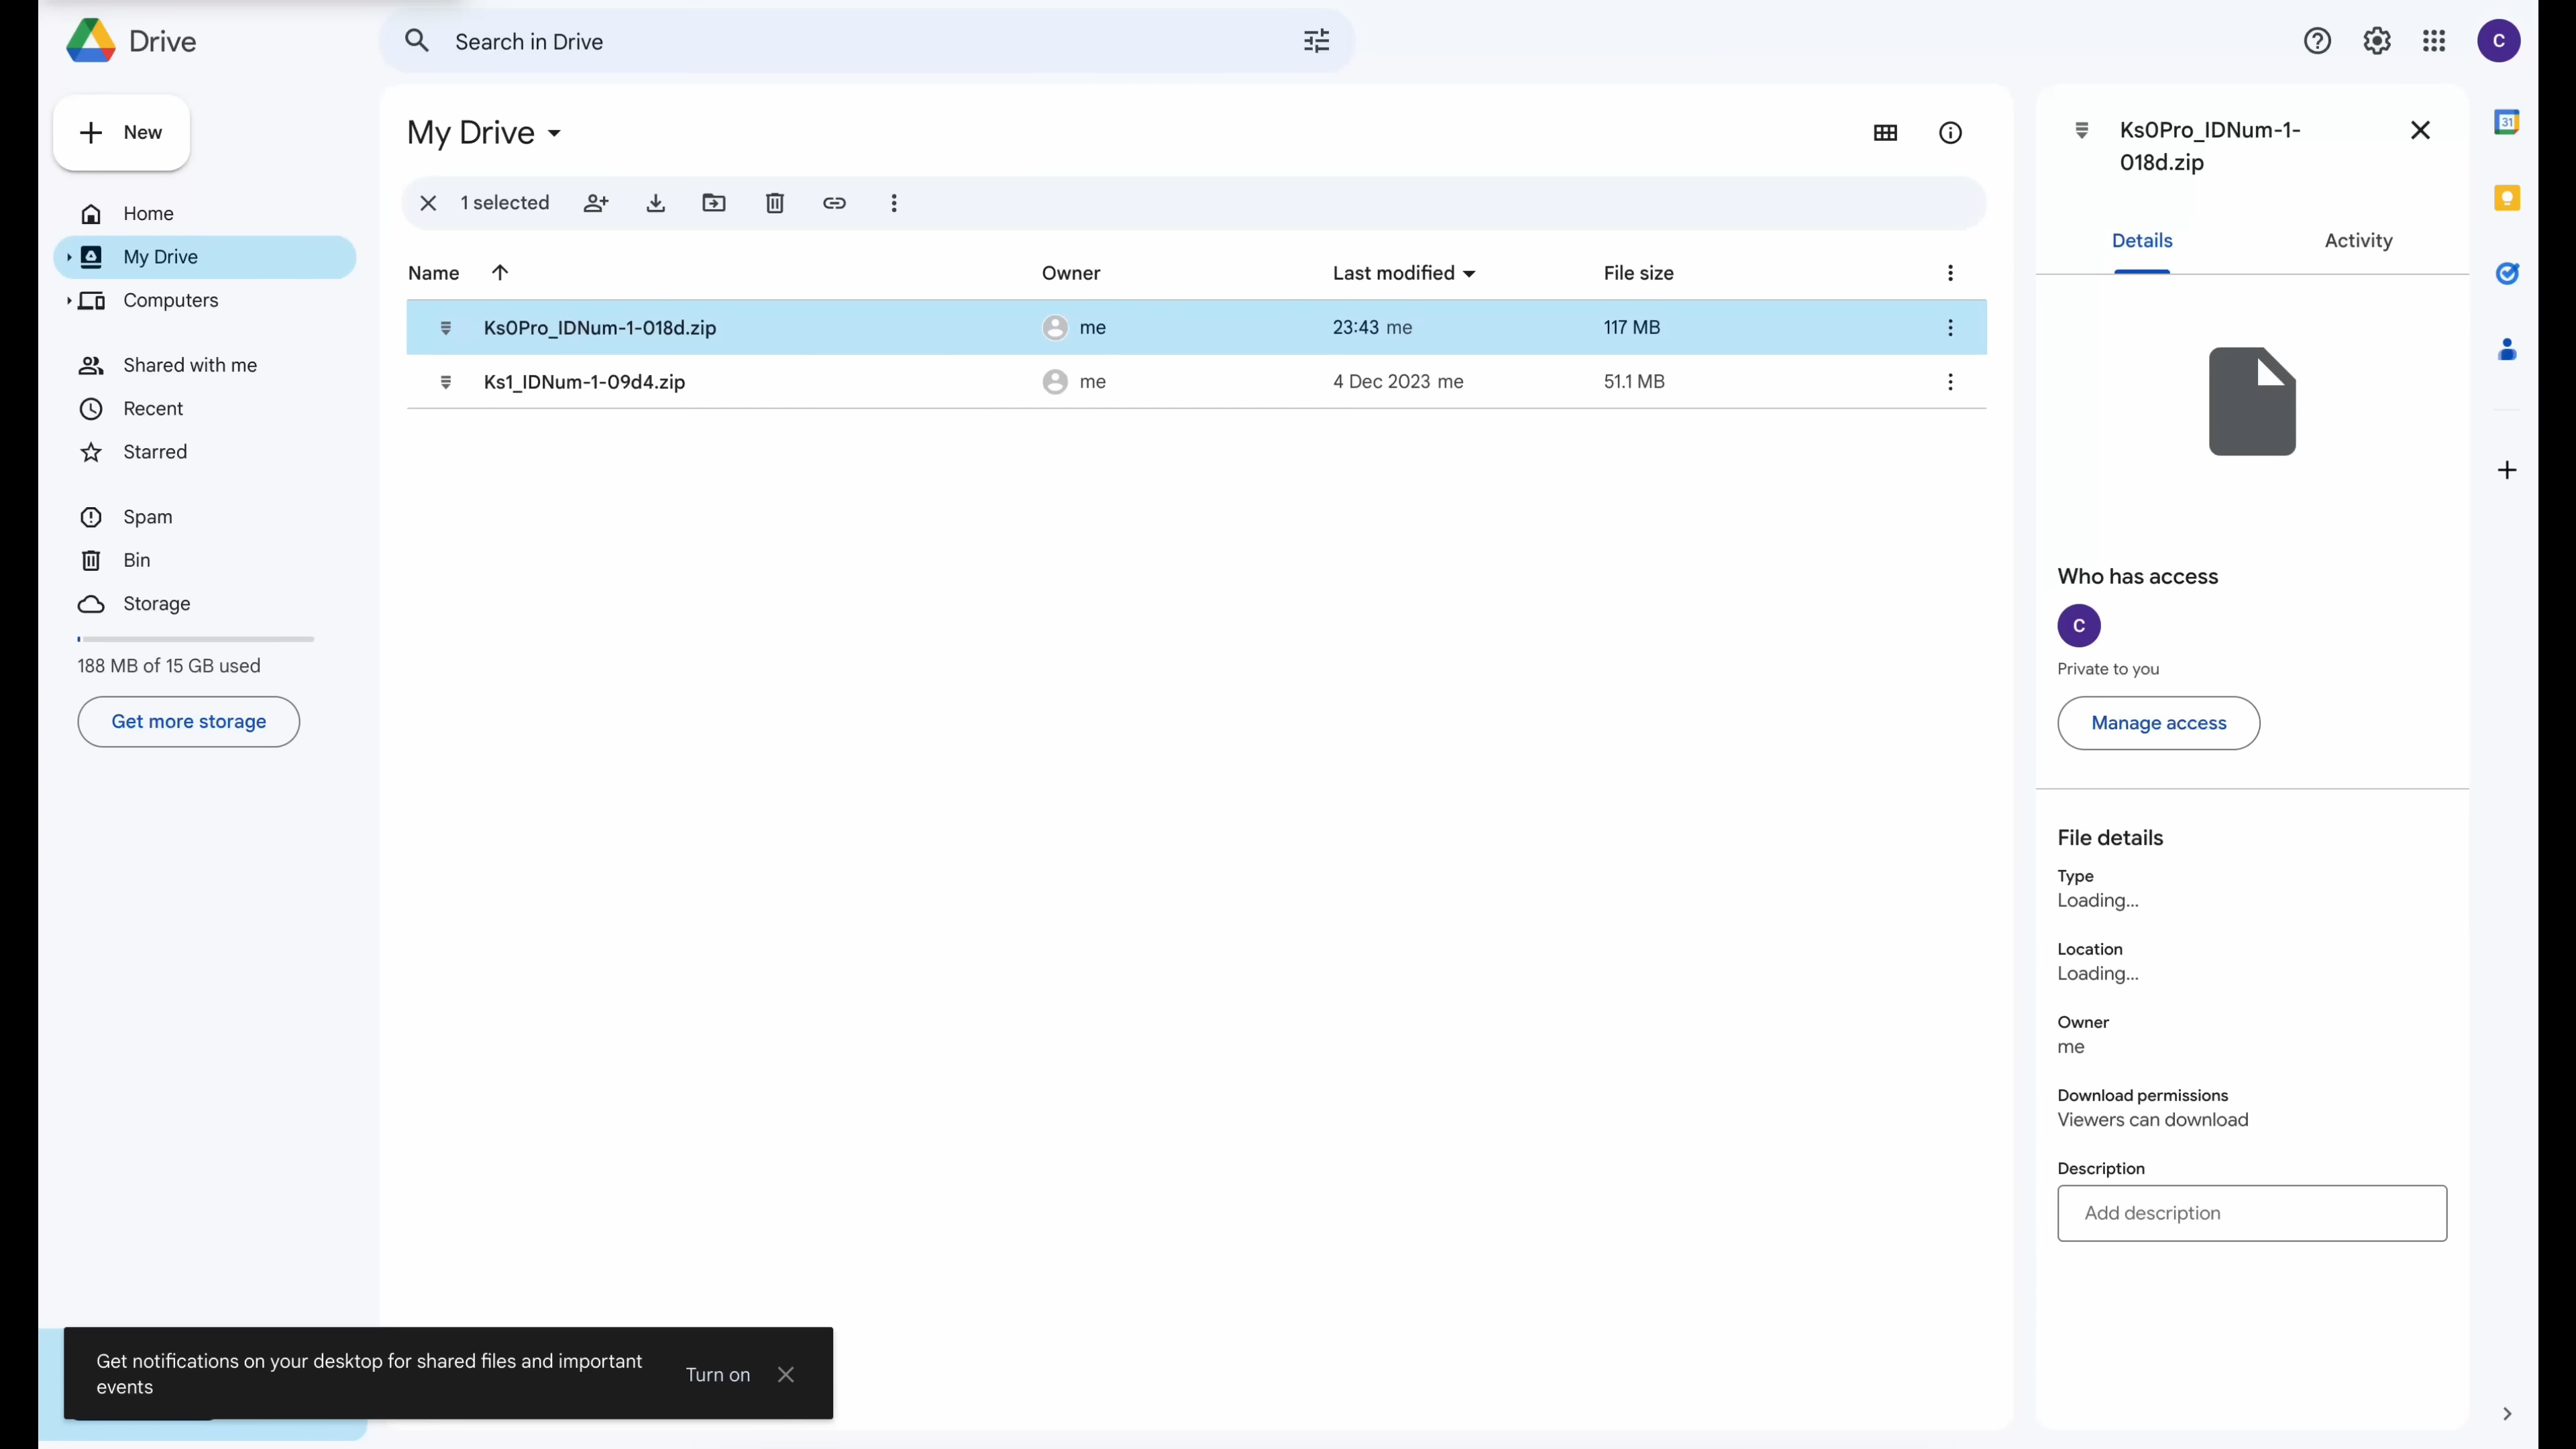 Drive
Search in Drive
C
New
Home
My Drive
Computers
Shared with me
Recent
Starred
Spam
Bin
Storage
188 MB of 15 GB used
Get more storage
My Drive
1 selected
Name Owner Last modified File size
Ks0Pro_IDNum-1-018d.zip me 23:43 me 117 MB
Ks1_IDNum-1-09d4.zip me 4 Dec 2023 me 51.1 MB
Ks0Pro_IDNum-1-
018d.zip
Details Activity
Who has access
C
Private to you
Manage access
File details
Type
Loading...
Location
Loading...
Owner
me
Download permissions
Viewers can download
Description
Add description
31
Get notifications on your desktop for shared files and important
events
Turn on